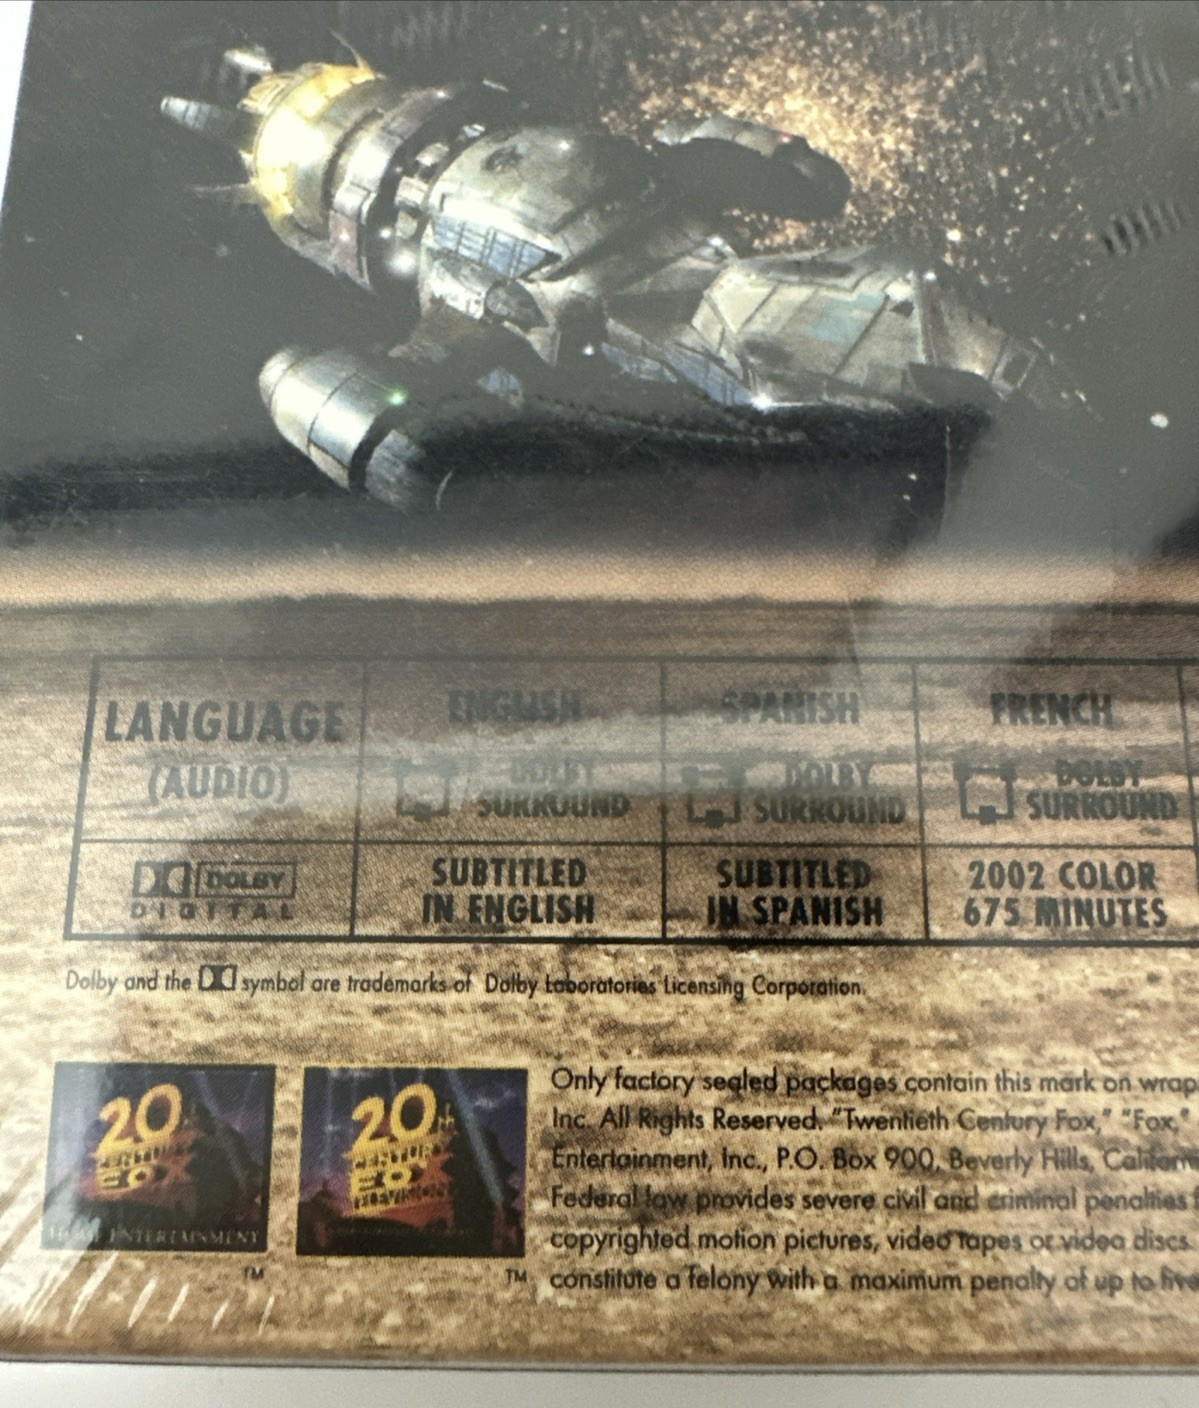 LANGUAGE
(AUDIO)
ENGLISH
DOLBY
SURROUND
SPANISH
DOLBY
SURROUND
FRENCH
DOLBY
SURROUND
DOLBY
DIGITAL
SUBTITLED
IN ENGLISH
SUBTITLED
IN SPANISH
2002 COLOR
675 MINUTES
Dolby and the symbol are trademarks of Dolby Laboratories Licensing Corporation.
20th
CENTURY
FOX
HOME ENTERTAINMENT
TM
20th
CENTURY
FOX
TELEVISION
TM
Only factory sealed packages contain this mark on wrap
Inc. All Rights Reserved. "Twentieth Century Fox," "Fox,"
Entertainment, Inc., P.O. Box 900, Beverly Hills, Californ
Federal law provides severe civil and criminal penalties
copyrighted motion pictures, video tapes or video discs.
constitute a felony with a maximum penalty of up to five